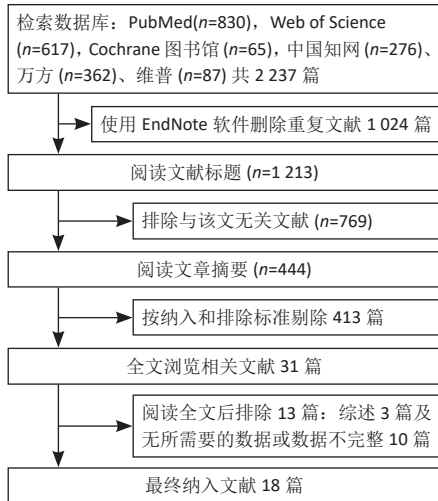 检索数据库：PubMed(n=830)，Web of Science
(n=617)，Cochrane 图书馆 (n=65)，中国知网 (n=276)、
万方 (n=362)、维普 (n=87) 共 2 237 篇
使用 EndNote 软件删除重复文献 1 024 篇
阅读文献标题 (n=1 213)
排除与该文无关文献 (n=769)
阅读文章摘要 (n=444)
按纳入和排除标准剔除 413 篇
全文浏览相关文献 31 篇
阅读全文后排除 13 篇：综述 3 篇及
无所需要的数据或数据不完整 10 篇
最终纳入文献 18 篇